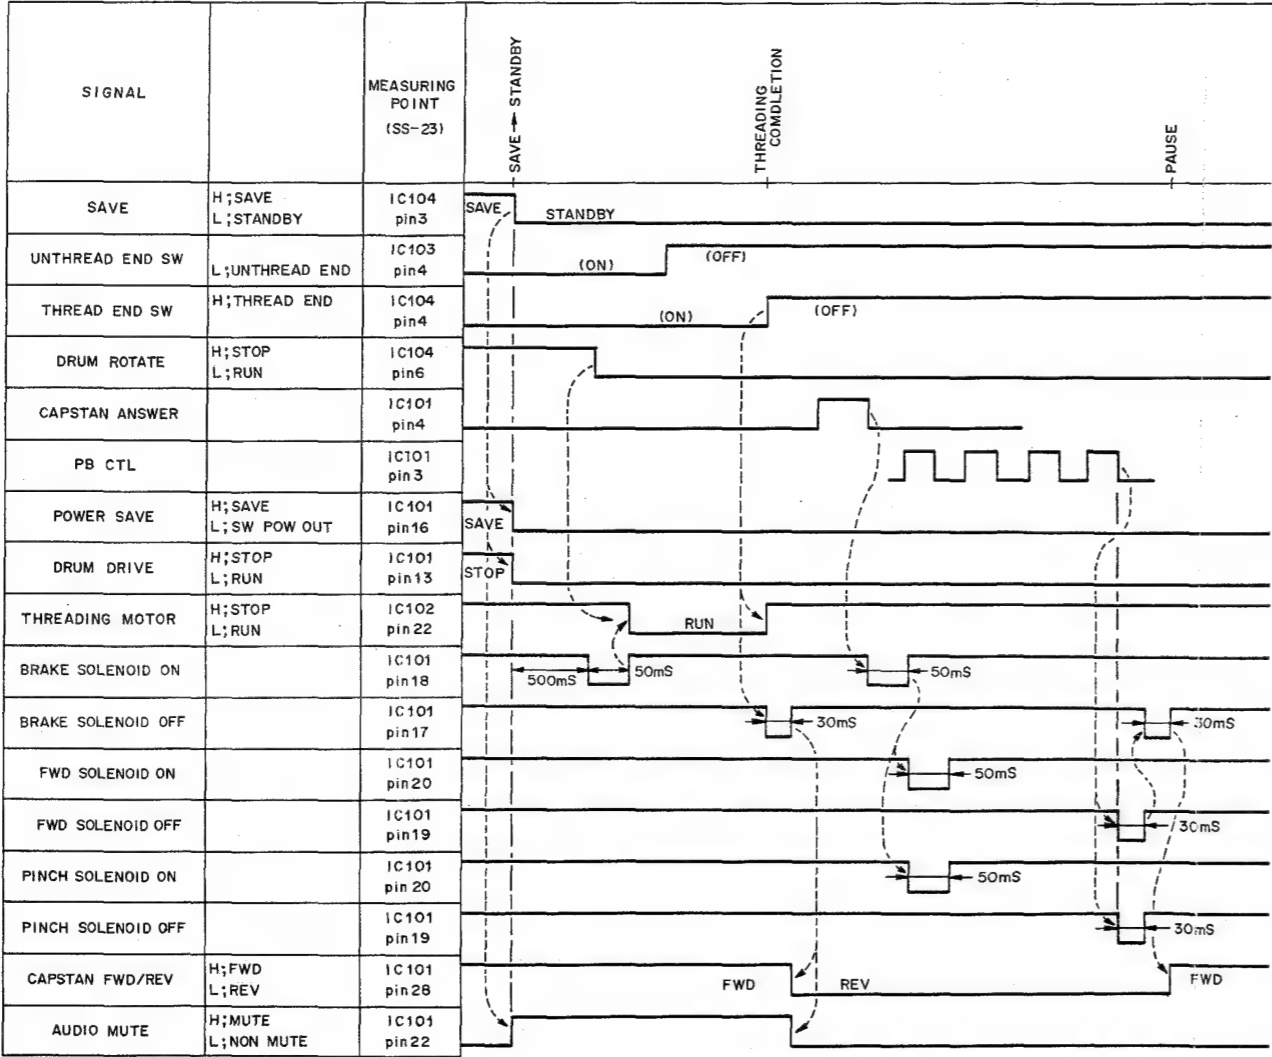 SIGNAL
MEASURING
POINT
(SS-23)
SAVE → STANDBY
THREADING
COMDLETION
PAUSE
SAVE
H;SAVE
L;STANDBY
IC104
pin3
SAVE
STANDBY
UNTHREAD END SW
L;UNTHREAD END
IC103
pin4
(ON)
(OFF)
THREAD END SW
H;THREAD END
IC104
pin4
(ON)
(OFF)
DRUM ROTATE
H;STOP
L;RUN
IC104
pin6
CAPSTAN ANSWER
IC101
pin4
PB CTL
IC101
pin3
POWER SAVE
H;SAVE
L;SW POW OUT
IC101
pin16
SAVE
DRUM DRIVE
H;STOP
L;RUN
IC101
pin13
STOP
THREADING MOTOR
H;STOP
L;RUN
IC102
pin22
RUN
BRAKE SOLENOID ON
IC101
pin18
500mS
50mS
50mS
BRAKE SOLENOID OFF
IC101
pin17
30mS
30mS
FWD SOLENOID ON
IC101
pin20
50mS
FWD SOLENOID OFF
IC101
pin19
30mS
PINCH SOLENOID ON
IC101
pin20
50mS
PINCH SOLENOID OFF
IC101
pin19
30mS
CAPSTAN FWD/REV
H;FWD
L;REV
IC101
pin28
FWD
REV
FWD
AUDIO MUTE
H;MUTE
L;NON MUTE
IC101
pin22